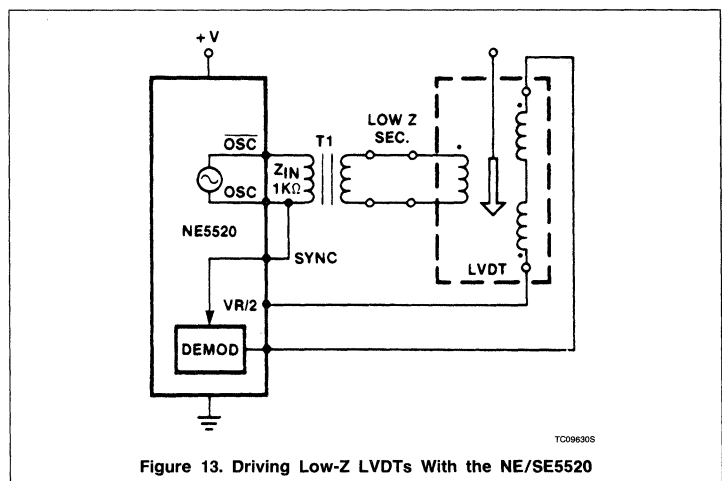 +V
LOW Z
SEC.
T1
OSC
ZIN
1KΩ
OSC
NE5520
SYNC
LVDT
VR/2
DEMOD
TC09630S
Figure 13. Driving Low-Z LVDTs With the NE/SE5520